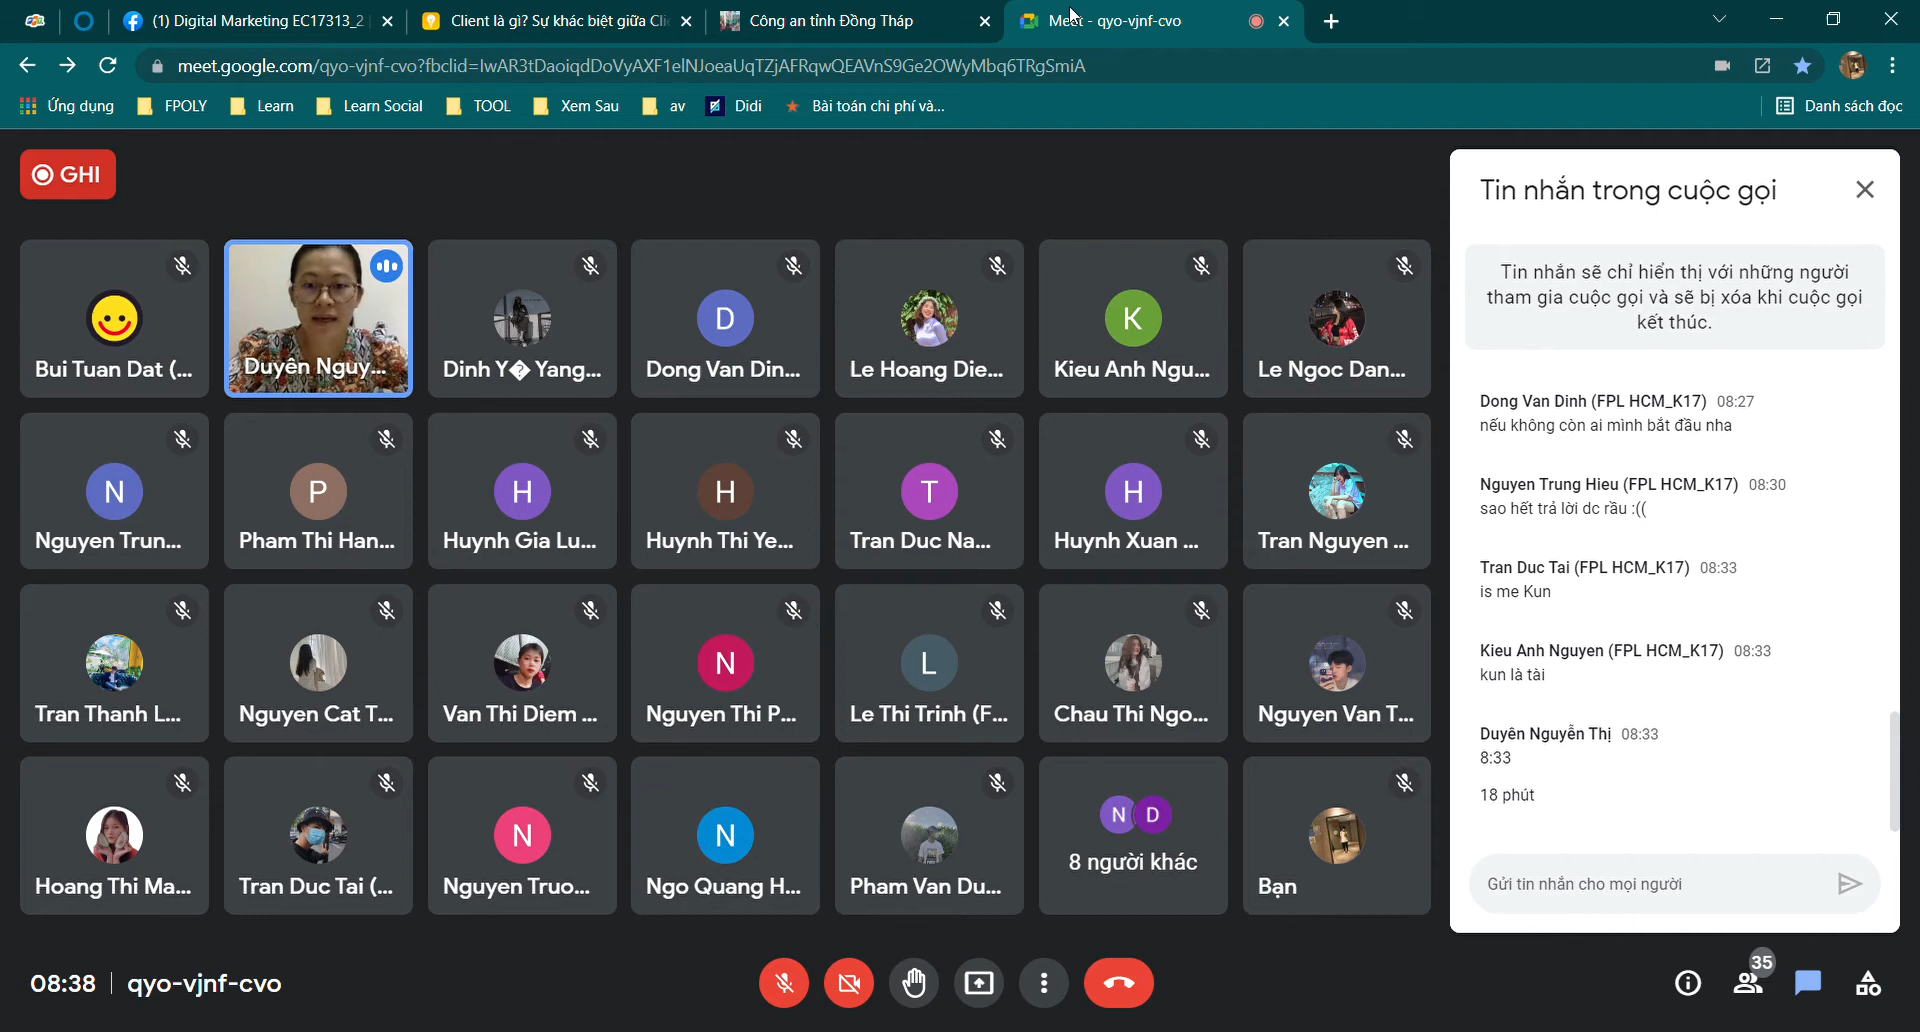 (1) Digital Marketing EC17313_2
Client là gì? Sự khác biệt giữa Clie
Công an tỉnh Đồng Tháp
Meet - qyo-vjnf-cvo
meet.google.com/qyo-vjnf-cvo?fbclid=IwAR3tDaoiqdDoVyAXF1elNJoeaUqTZjAFRqwQEAVnS9Ge2OWyMbq6TRgSmiA
Ứng dụng
FPOLY
Learn
Learn Social
TOOL
Xem Sau
av
Didi
Bài toán chi phí và...
Danh sách đọc
GHI
Bui Tuan Dat (...
Duyên Nguy...
Dinh Y� Yang...
D
Dong Van Din...
Le Hoang Die...
K
Kieu Anh Ngu...
Le Ngoc Dan...
N
Nguyen Trun...
P
Pham Thi Han...
H
Huynh Gia Lu...
H
Huynh Thi Ye...
T
Tran Duc Na...
H
Huynh Xuan ...
Tran Nguyen ...
Tran Thanh L...
Nguyen Cat T...
Van Thi Diem ...
N
Nguyen Thi P...
L
Le Thi Trinh (F...
Chau Thi Ngo...
Nguyen Van T...
Hoang Thi Ma...
Tran Duc Tai (...
N
Nguyen Truo...
N
Ngo Quang H...
Pham Van Du...
N D
8 người khác
Bạn
Tin nhắn trong cuộc gọi
Tin nhắn sẽ chỉ hiển thị với những người
tham gia cuộc gọi và sẽ bị xóa khi cuộc gọi
kết thúc.
Dong Van Dinh (FPL HCM_K17) 08:27
nếu không còn ai mình bắt đầu nha
Nguyen Trung Hieu (FPL HCM_K17) 08:30
sao hết trả lời dc rầu :((
Tran Duc Tai (FPL HCM_K17) 08:33
is me Kun
Kieu Anh Nguyen (FPL HCM_K17) 08:33
kun là tài
Duyên Nguyễn Thị 08:33
8:33
18 phút
Gửi tin nhắn cho mọi người
08:38 | qyo-vjnf-cvo
35